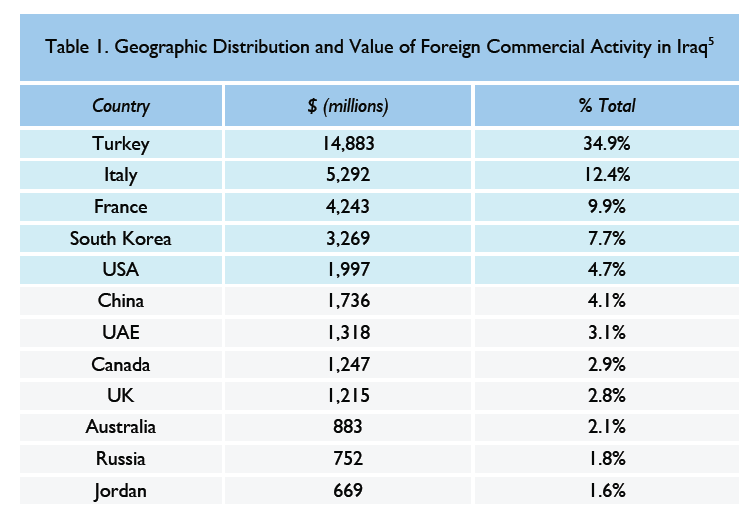 Table 1. Geographic Distribution and Value of Foreign Commercial Activity in Iraq⁵
Country $ (millions) % Total
Turkey 14,883 34.9%
Italy 5,292 12.4%
France 4,243 9.9%
South Korea 3,269 7.7%
USA 1,997 4.7%
China 1,736 4.1%
UAE 1,318 3.1%
Canada 1,247 2.9%
UK 1,215 2.8%
Australia 883 2.1%
Russia 752 1.8%
Jordan 669 1.6%